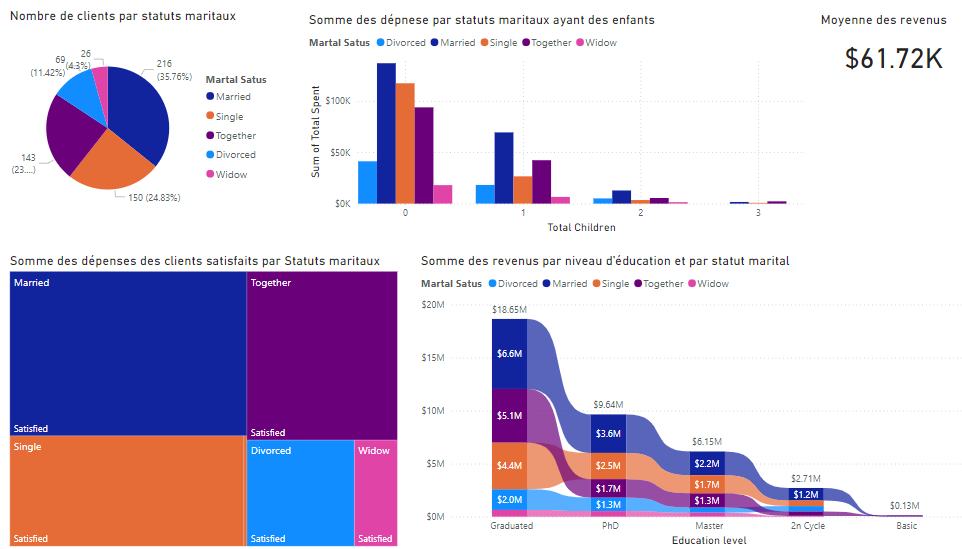 Nombre de clients par statuts maritaux
26
(4.3%)
69
(11.42%)
216
(35.76%)
143
(23....)
150 (24.83%)
Martal Satus
Married
Single
Together
Divorced
Widow
Somme des dépnese par statuts maritaux ayant des enfants
Martal Satus Divorced Married Single Together Widow
Sum of Total Spent
$100K
$50K
$0K
0 1 2 3
Total Children
Moyenne des revenus
$61.72K
Somme des dépenses des clients satisfaits par Statuts maritaux
Married
Satisfied
Together
Satisfied
Single
Satisfied
Divorced
Satisfied
Widow
Satisfied
Somme des revenus par niveau d'éducation et par statut marital
Martal Satus Divorced Married Single Together Widow
$20M
$15M
$10M
$5M
$0M
$18.65M
$6.6M
$5.1M
$4.4M
$2.0M
$9.64M
$3.6M
$2.5M
$1.7M
$1.3M
$6.15M
$2.2M
$1.7M
$1.3M
$2.71M
$1.2M
$0.13M
Graduated PhD Master 2n Cycle Basic
Education level